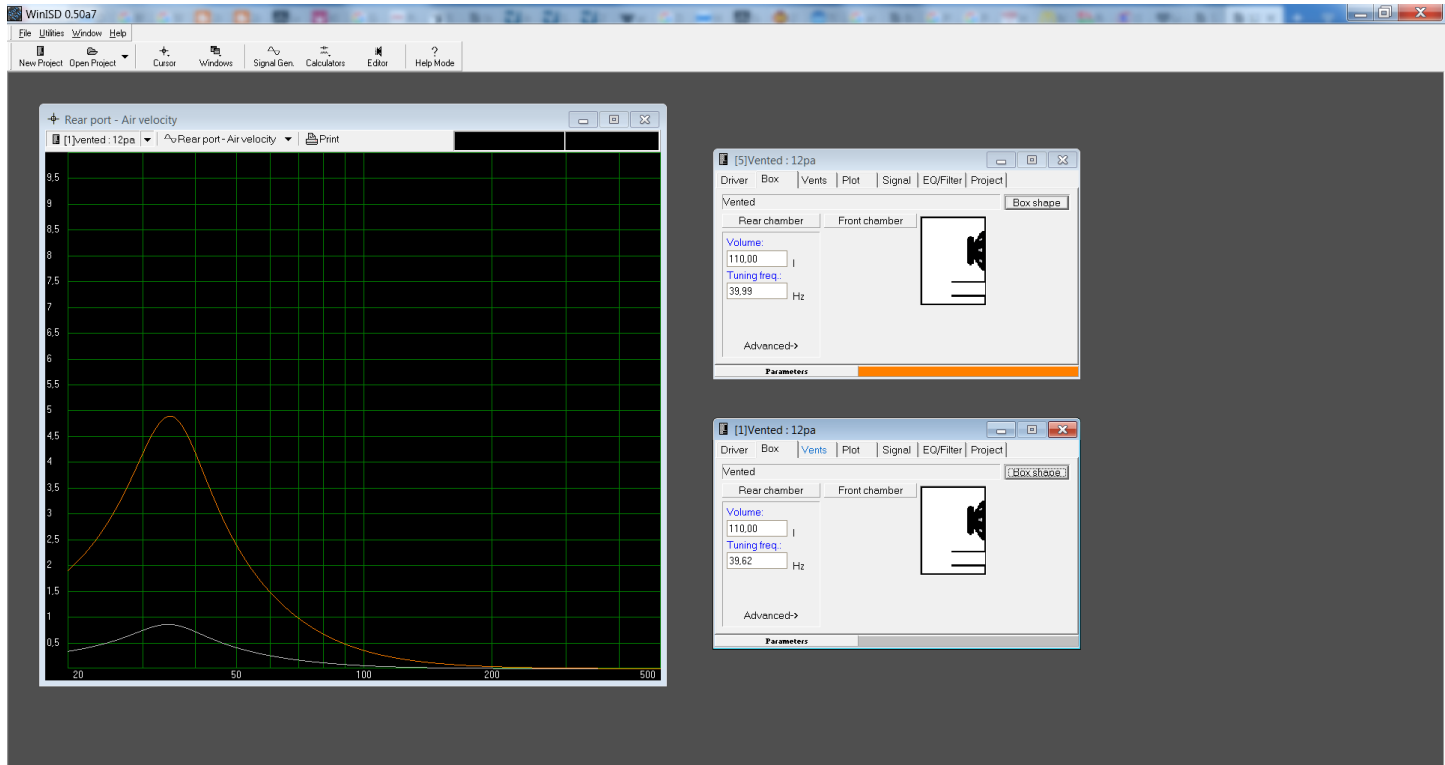 WinISD 0.50a7
File Utilities Window Help
New Project Open Project Cursor Windows Signal Gen. Calculators Editor Help Mode
Rear port - Air velocity
[1]vented : 12pa Rear port - Air velocity Print
9,5
9
8,5
8
7,5
7
6,5
6
5,5
5
4,5
4
3,5
3
2,5
2
1,5
1
0,5
20 50 100 200 500
[5]Vented : 12pa
Driver Box Vents Plot Signal EQ/Filter Project
Vented Box shape
Rear chamber Front chamber
Volume:
110,00 l
Tuning freq.:
39,99 Hz
Advanced->
Parameters
[1]Vented : 12pa
Driver Box Vents Plot Signal EQ/Filter Project
Vented Box shape
Rear chamber Front chamber
Volume:
110,00 l
Tuning freq.:
39,62 Hz
Advanced->
Parameters